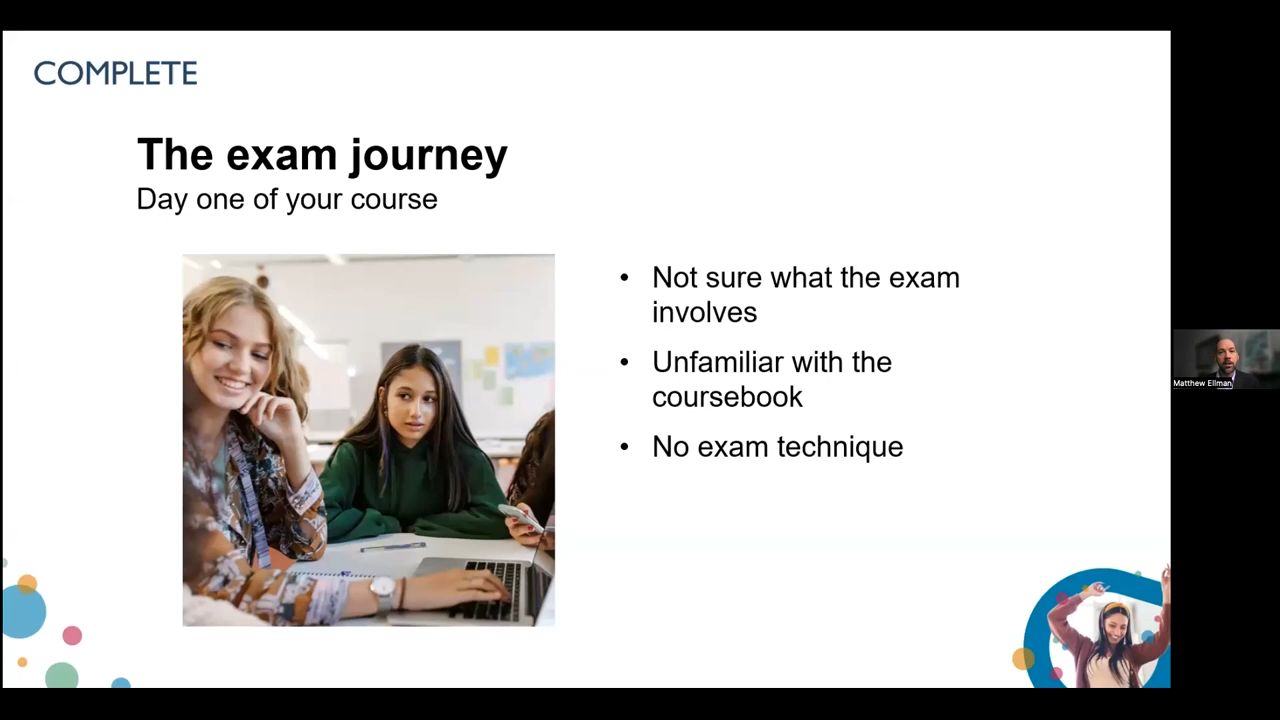 COMPLETE
The exam journey
Day one of your course
• Not sure what the exam
involves
• Unfamiliar with the
coursebook
• No exam technique
Matthew Ellman